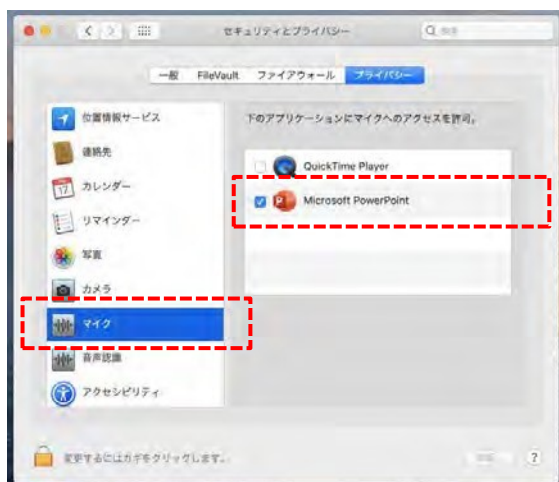 セキュリティとプライバシー
検索
一般 FileVault ファイアウォール プライバシー
位置情報サービス
連絡先
17
カレンダー
リマインダー
写真
カメラ
マイク
音声認識
アクセシビリティ
下のアプリケーションにマイクへのアクセスを許可。
QuickTime Player
Microsoft PowerPoint
変更するにはカギをクリックします。
?